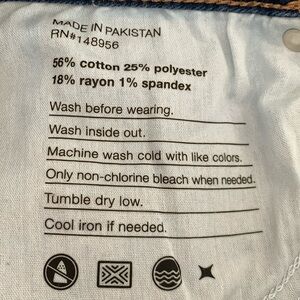 MADE IN PAKISTAN
RN#148956
56% cotton 25% polyester
18% rayon 1% spandex
Wash before wearing.
Wash inside out.
Machine wash cold with like colors.
Only non-chlorine bleach when needed.
Tumble dry low.
Cool iron if needed.